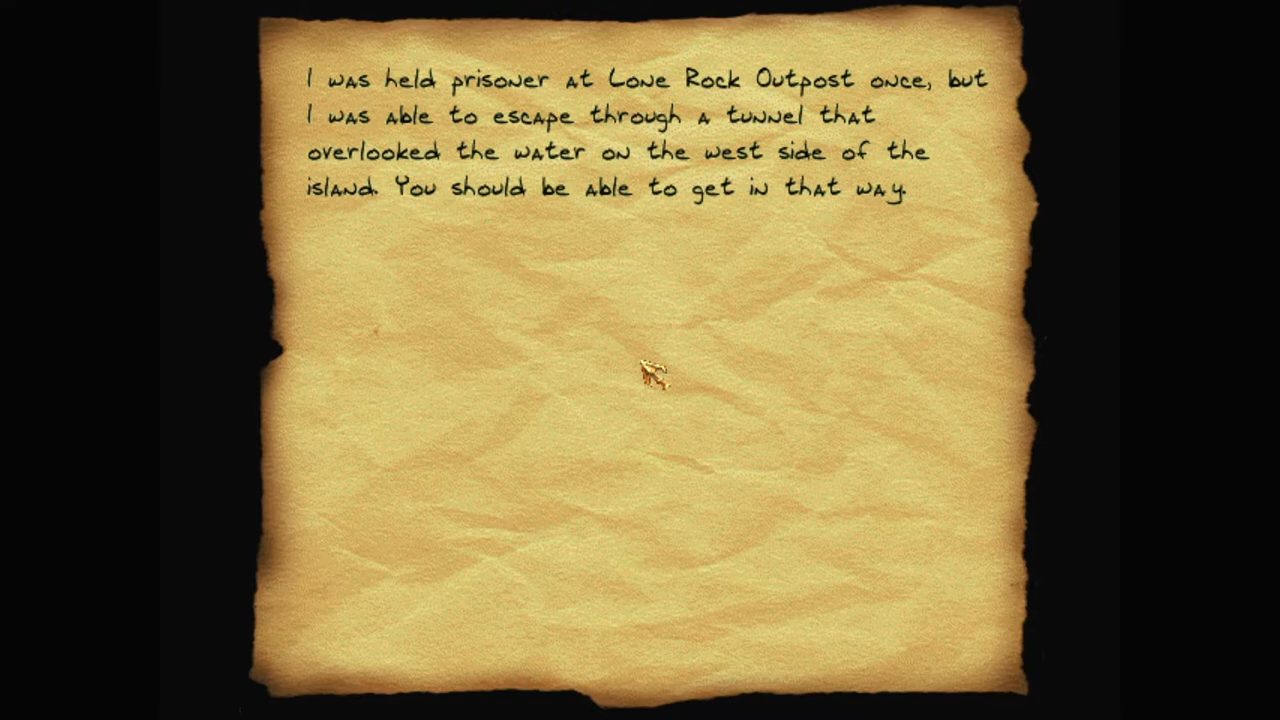 I was held prisoner at Lone Rock Outpost once, but
I was able to escape through a tunnel that
overlooked the water on the west side of the
island. You should be able to get in that way.